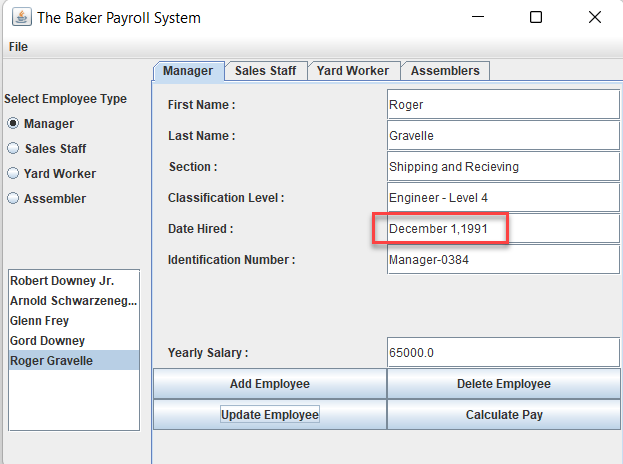 The Baker Payroll System
File
Select Employee Type
Manager
Sales Staff
Yard Worker
Assembler
Robert Downey Jr.
Arnold Schwarzeneg...
Glenn Frey
Gord Downey
Roger Gravelle
Manager Sales Staff Yard Worker Assemblers
First Name : Roger
Last Name : Gravelle
Section : Shipping and Recieving
Classification Level : Engineer - Level 4
Date Hired : December 1,1991
Identification Number : Manager-0384
Yearly Salary : 65000.0
Add Employee Delete Employee
Update Employee Calculate Pay